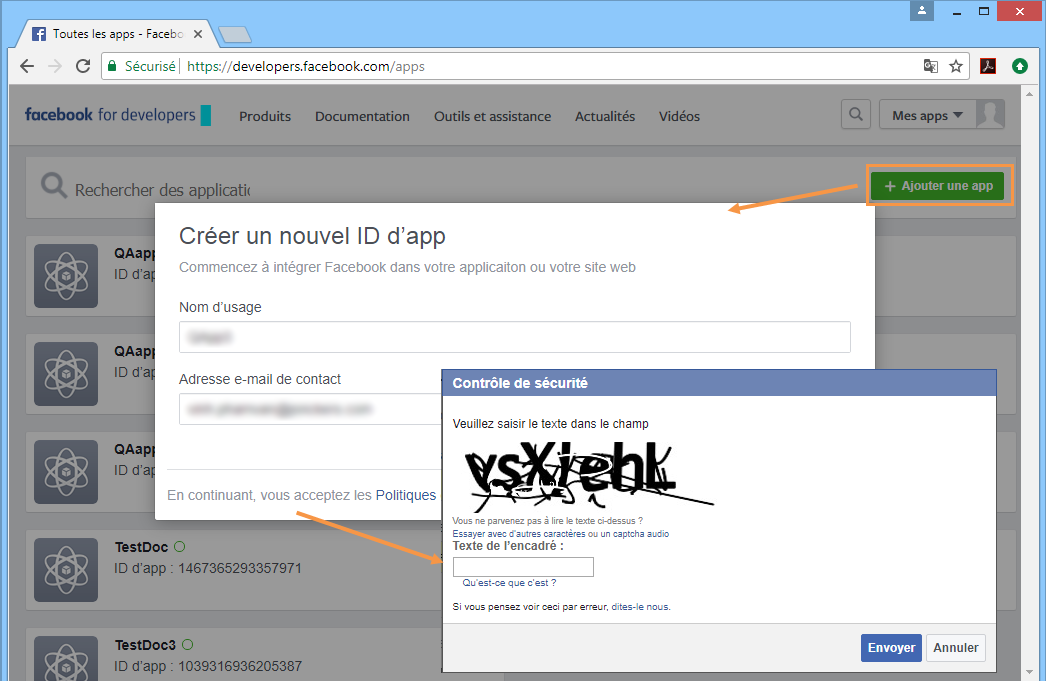 Toutes les apps - Facebo
Sécurisé https://developers.facebook.com/apps
facebook for developers Produits Documentation Outils et assistance Actualités Vidéos Mes apps
Rechercher des applicatio
+ Ajouter une app
Créer un nouvel ID d'app
Commencez à intégrer Facebook dans votre applicaiton ou votre site web
Nom d'usage
Adresse e-mail de contact
En continuant, vous acceptez les Politiques
QAapp
ID d'ap
QAapp
ID d'ap
QAapp
ID d'ap
TestDoc
ID d'app : 1467365293357971
TestDoc3
ID d'app : 1039316936205387
Contrôle de sécurité
Veuillez saisir le texte dans le champ
Vous ne parvenez pas à lire le texte ci-dessus ?
Essayer avec d'autres caractères ou un captcha audio
Texte de l'encadré :
Qu'est-ce que c'est ?
Si vous pensez voir ceci par erreur, dites-le nous.
Envoyer Annuler